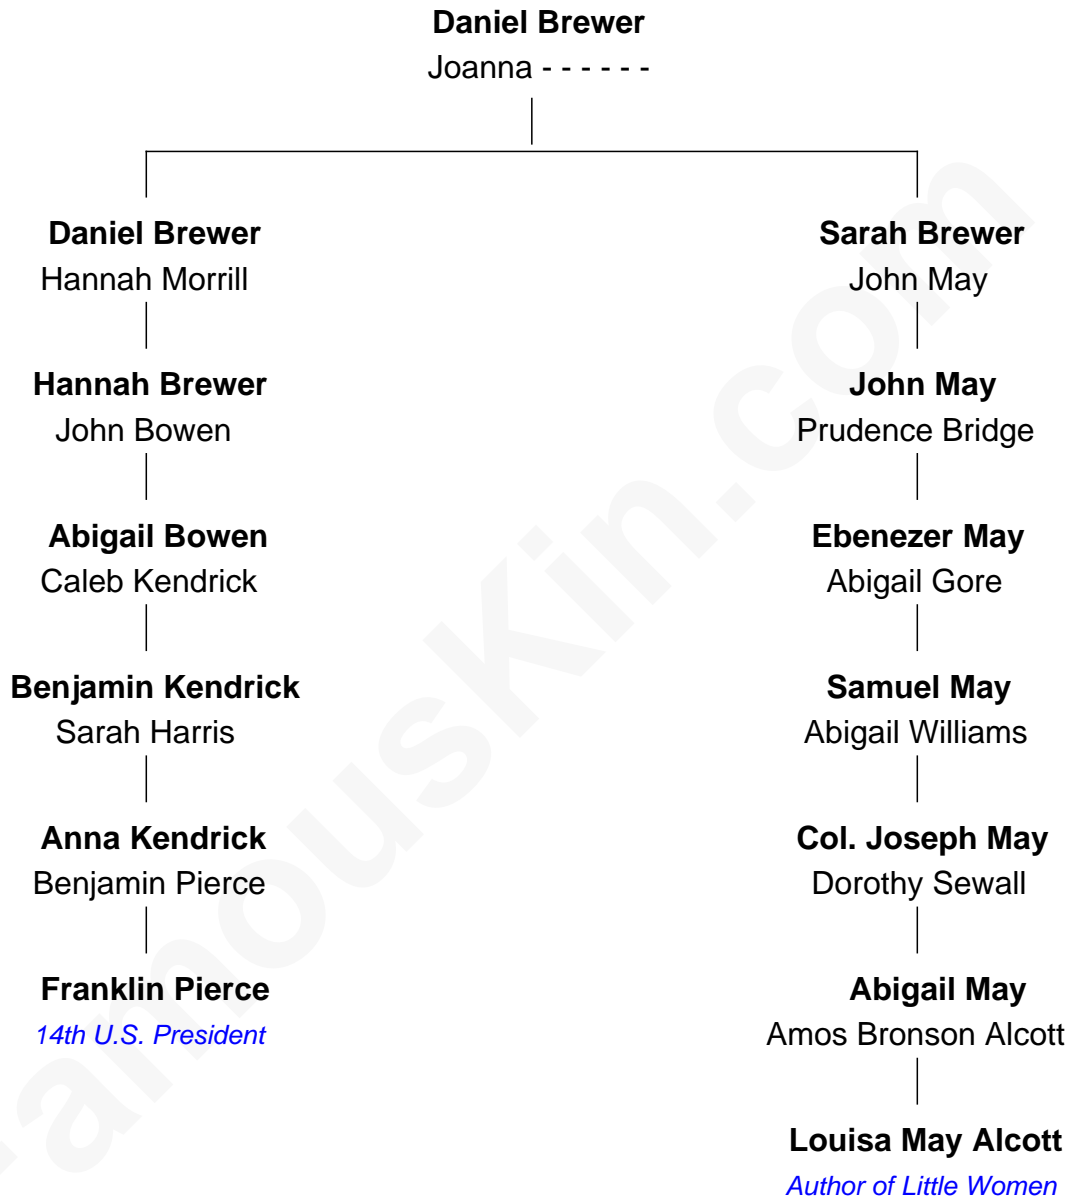 Daniel Brewer
Joanna - - - - - -
Daniel Brewer
Hannah Morrill
Hannah Brewer
John Bowen
Abigail Bowen
Caleb Kendrick
Benjamin Kendrick
Sarah Harris
Anna Kendrick
Benjamin Pierce
Franklin Pierce
14th U.S. President
Sarah Brewer
John May
John May
Prudence Bridge
Ebenezer May
Abigail Gore
Samuel May
Abigail Williams
Col. Joseph May
Dorothy Sewall
Abigail May
Amos Bronson Alcott
Louisa May Alcott
Author of Little Women
FamousKin.com